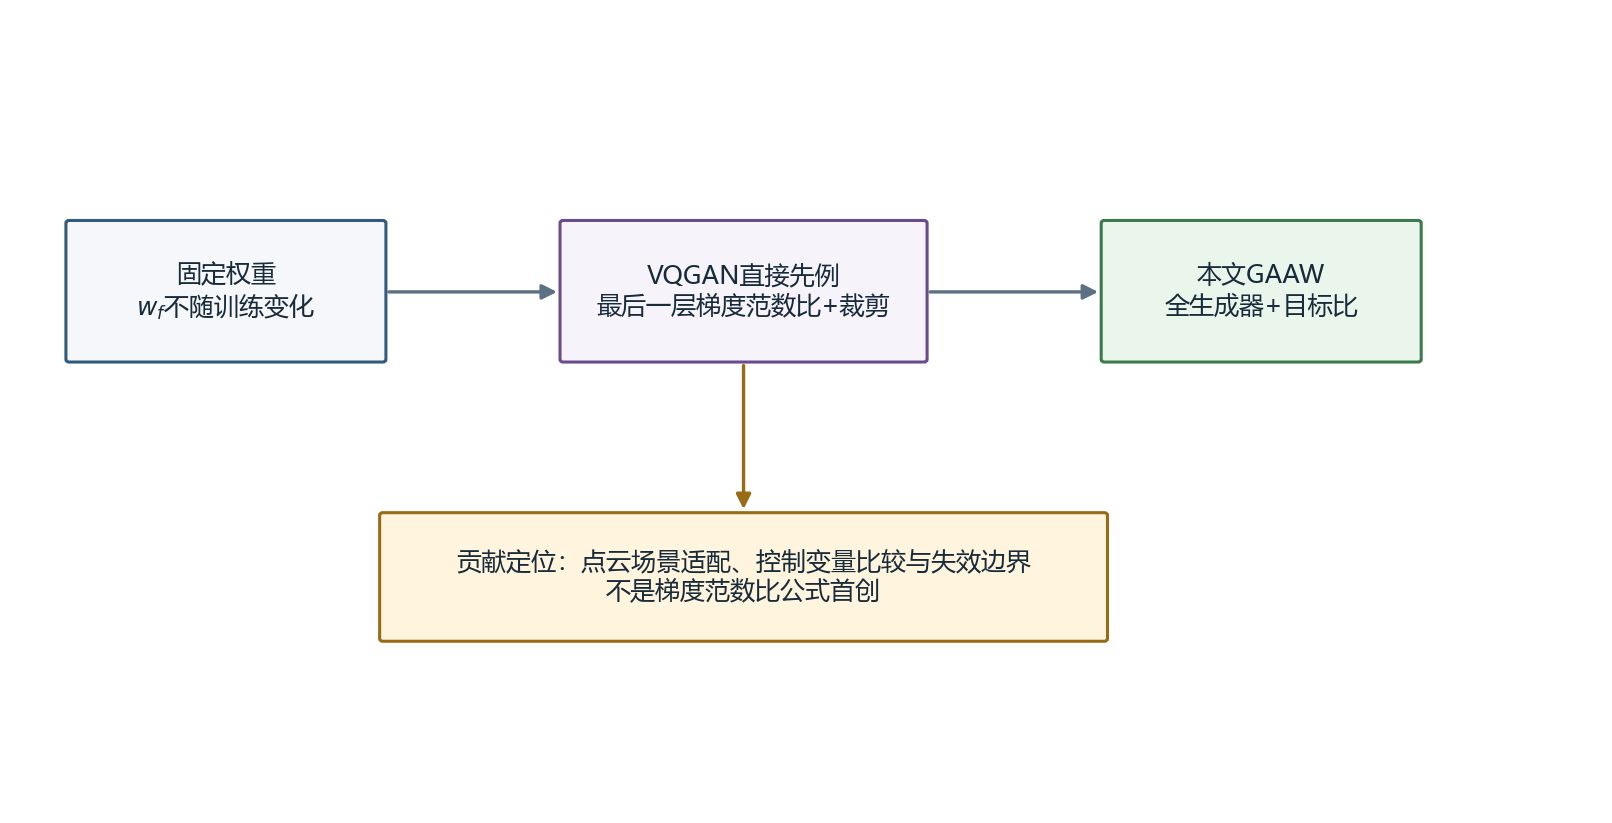 固定权重
w_f不随训练变化
VQGAN直接先例
最后一层梯度范数比+裁剪
本文GAAW
全生成器+目标比
贡献定位：点云场景适配、控制变量比较与失效边界
不是梯度范数比公式首创